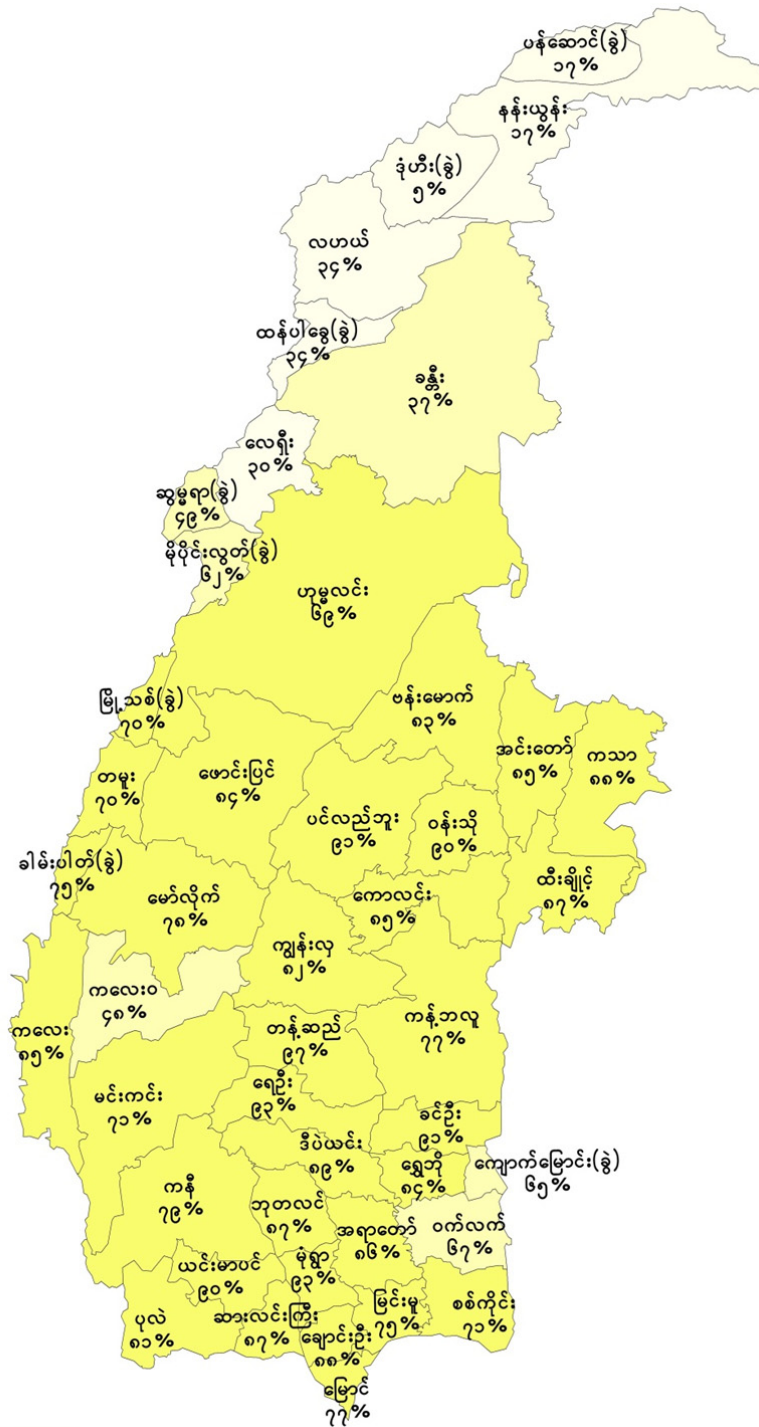 ပန်ဆောင်(ခွဲ)
၁၇%
နန်းယွန်း
၁၇%
ဒုံဟီး(ခွဲ)
၅%
လဟယ်
၃၄%
ထန်ပါခွေ(ခွဲ)
၃၄%
ခန္တီး
၃၇%
လေရှီး
၃၀%
ဆွမ္မရာ(ခွဲ)
၄၉%
မိုပိုင်းလွတ်(ခွဲ)
၆၂%
ဟုမ္မလင်း
၆၉%
မြို့သစ်(ခွဲ)
၇၀%
ဗန်းမောက်
၈၃%
အင်းတော်
၈၅%
ကသာ
၈၈%
တမူး
၇၀%
ဖောင်းပြင်
၈၄%
ပင်လည်ဘူး
၉၁%
ဝန်းသို
၉၀%
ခါမ်းပါတ်(ခွဲ)
၇၅%
မော်လိုက်
၇၈%
ကောလင်း
၈၅%
ထီးချိုင့်
၈၇%
ကျွန်းလှ
၈၂%
ကလေးဝ
၄၈%
ကလေး
၈၅%
တန့်ဆည်
၉၇%
ကန့်ဘလူ
၇၇%
မင်းကင်း
၇၁%
ရေဦး
၉၃%
ခင်ဦး
၉၁%
ဒီပဲယင်း
၈၉%
ရွှေဘို
၈၄%
ကျောက်မြောင်း(ခွဲ)
၆၅%
ကနီ
၇၉%
ဘုတလင်
၈၇%
အရာတော်
၈၆%
ဝက်လက်
၆၇%
ယင်းမာပင်
၉၀%
မုံရွာ
၉၃%
ပုလဲ
၈၁%
ဆားလင်းကြီး
၈၇%
ချောင်းဦး
၈၈%
မြင်းမူ
၇၅%
စစ်ကိုင်း
၇၁%
မြောင်
၇၇%